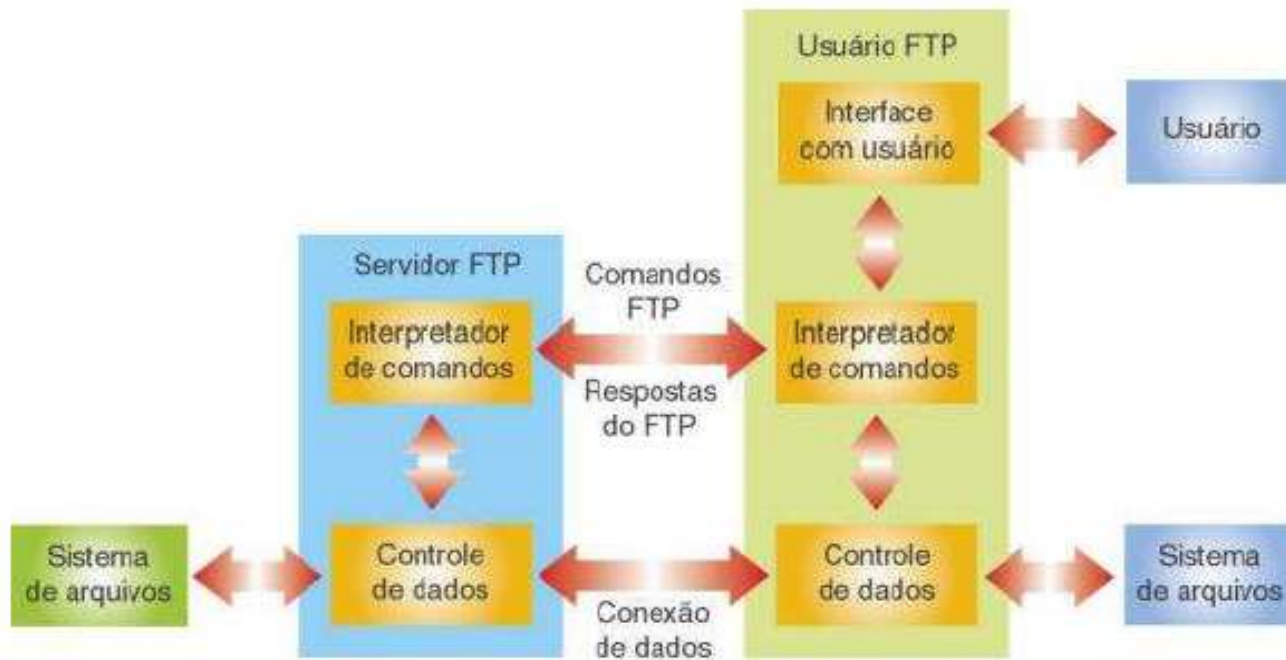 Usuário FTP
Interface
com usuário
Usuário
Servidor FTP
Comandos
FTP
Interpretador
de comandos
Interpretador
de comandos
Respostas
do FTP
Sistema
de arquivos
Controle
de dados
Conexão
de dados
Controle
de dados
Sistema
de arquivos